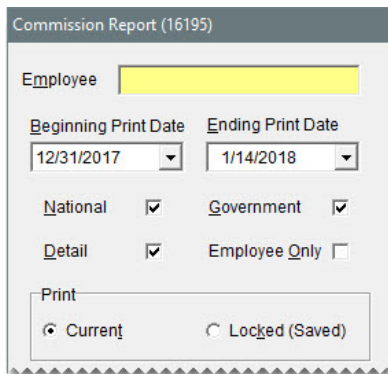 Commission Report (16195)
Employee
Beginning Print Date Ending Print Date
12/31/2017 1/14/2018
National Government
Detail Employee Only
Print
Current Locked (Saved)